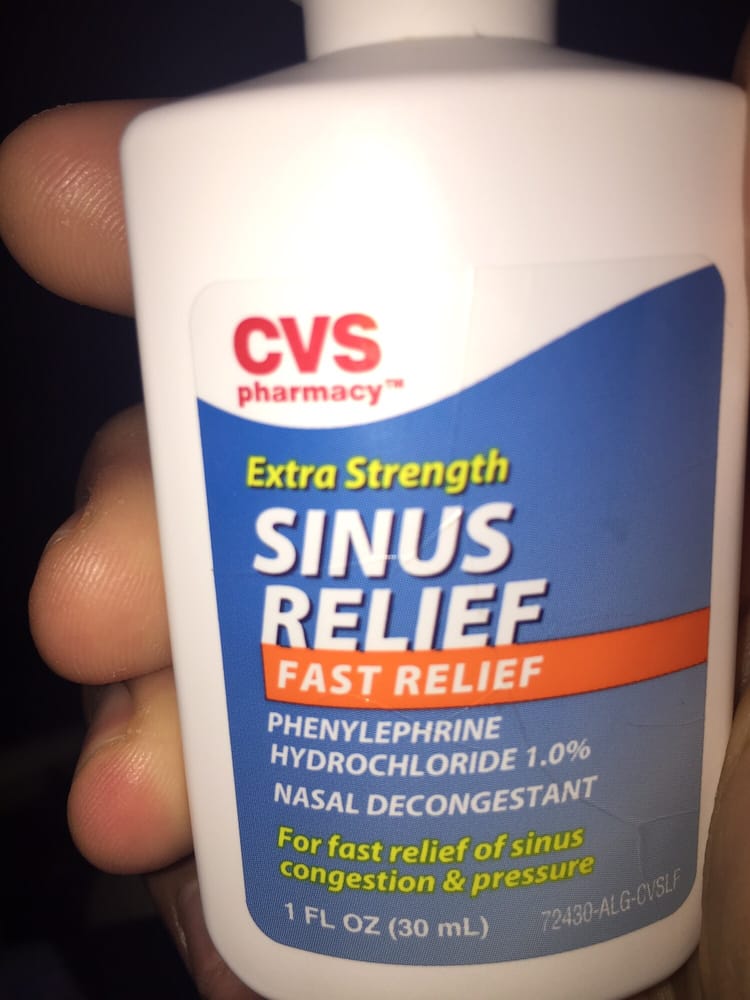 CVS
pharmacy™
Extra Strength
SINUS
RELIEF
FAST RELIEF
PHENYLEPHRINE
HYDROCHLORIDE 1.0%
NASAL DECONGESTANT
For fast relief of sinus
congestion & pressure
1 FL OZ (30 mL)
72430-ALG-CVSLF